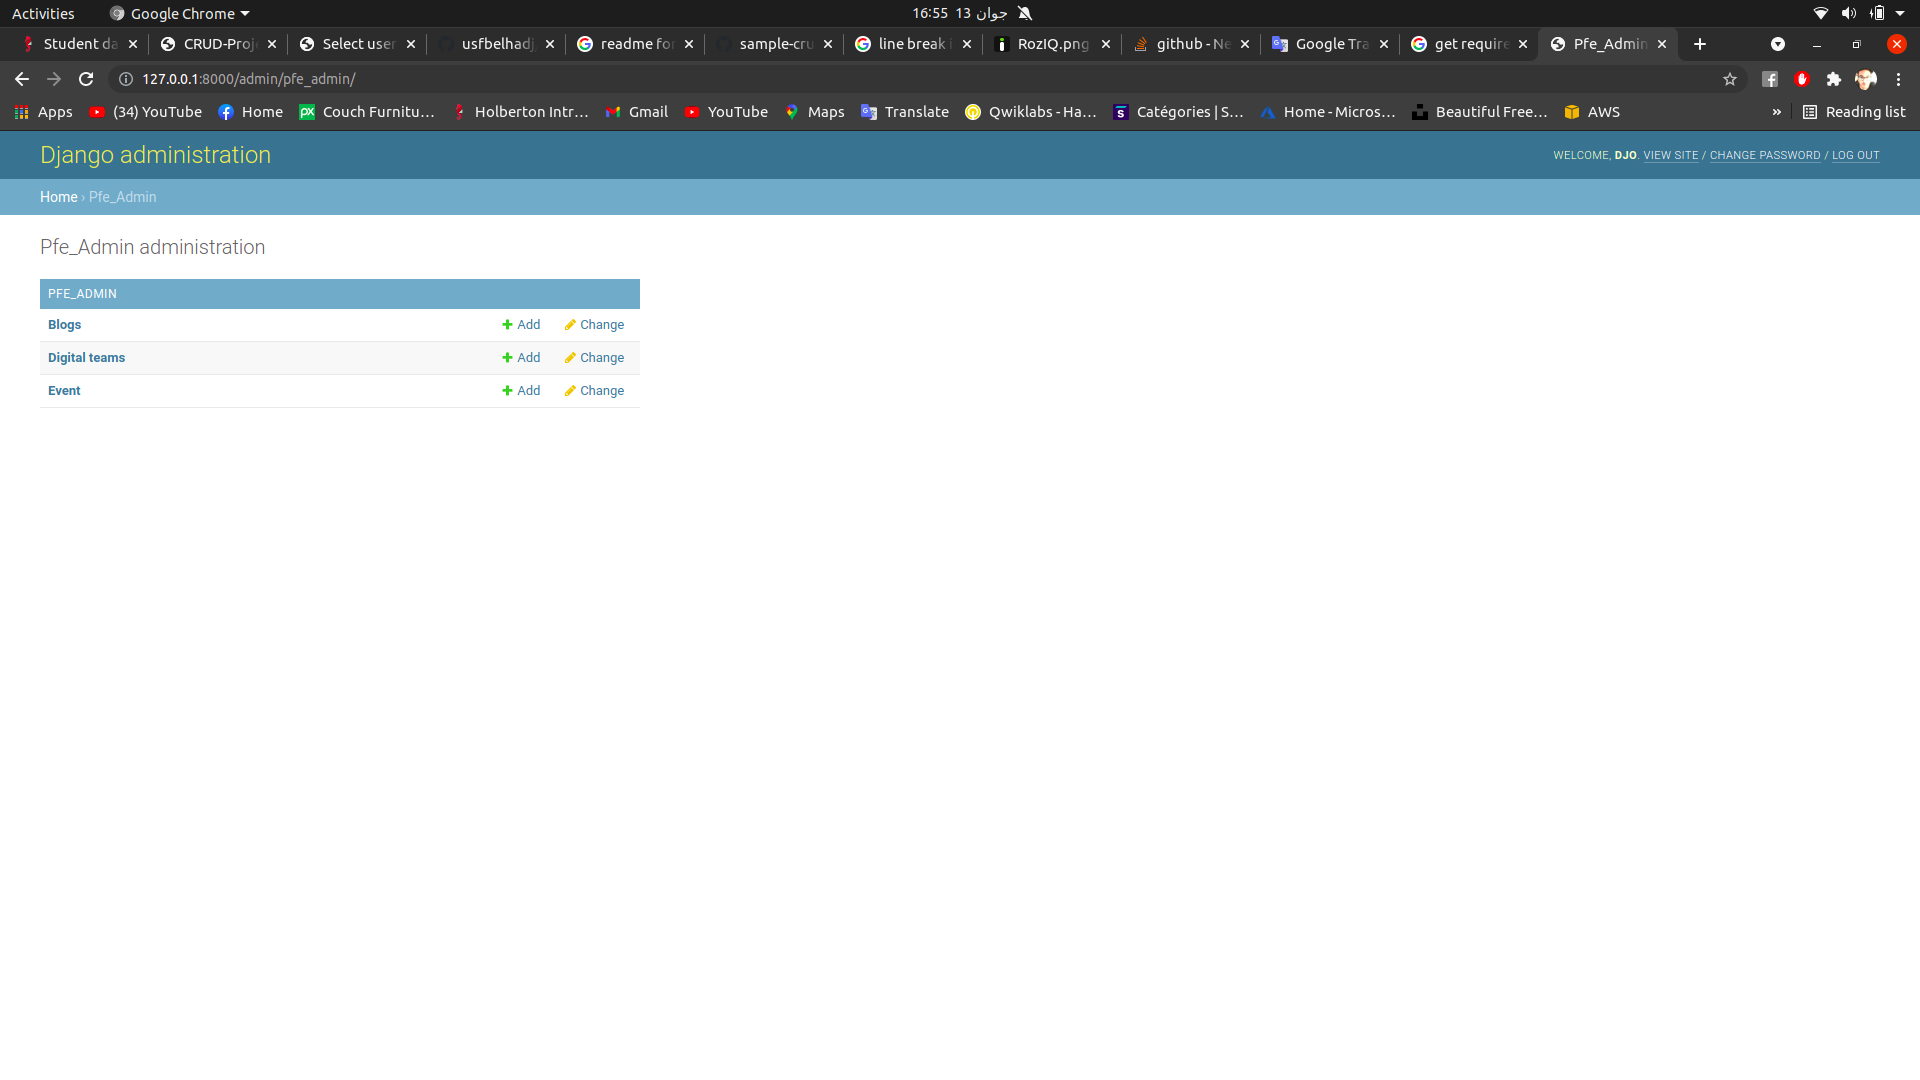 Activities Google Chrome 16:55 13 جوان
Student da CRUD-Proje Select user usfbelhadj, readme for sample-cru line break i RozIQ.png github - Ne Google Tra get require Pfe_Admin
127.0.0.1:8000/admin/pfe_admin/
Apps (34) YouTube Home Couch Furnitu... Holberton Intr... Gmail YouTube Maps Translate Qwiklabs - Ha... Catégories | S... Home - Micros... Beautiful Free... AWS » Reading list
Django administration WELCOME, DJO. VIEW SITE / CHANGE PASSWORD / LOG OUT
Home › Pfe_Admin
Pfe_Admin administration
PFE_ADMIN
Blogs Add Change
Digital teams Add Change
Event Add Change